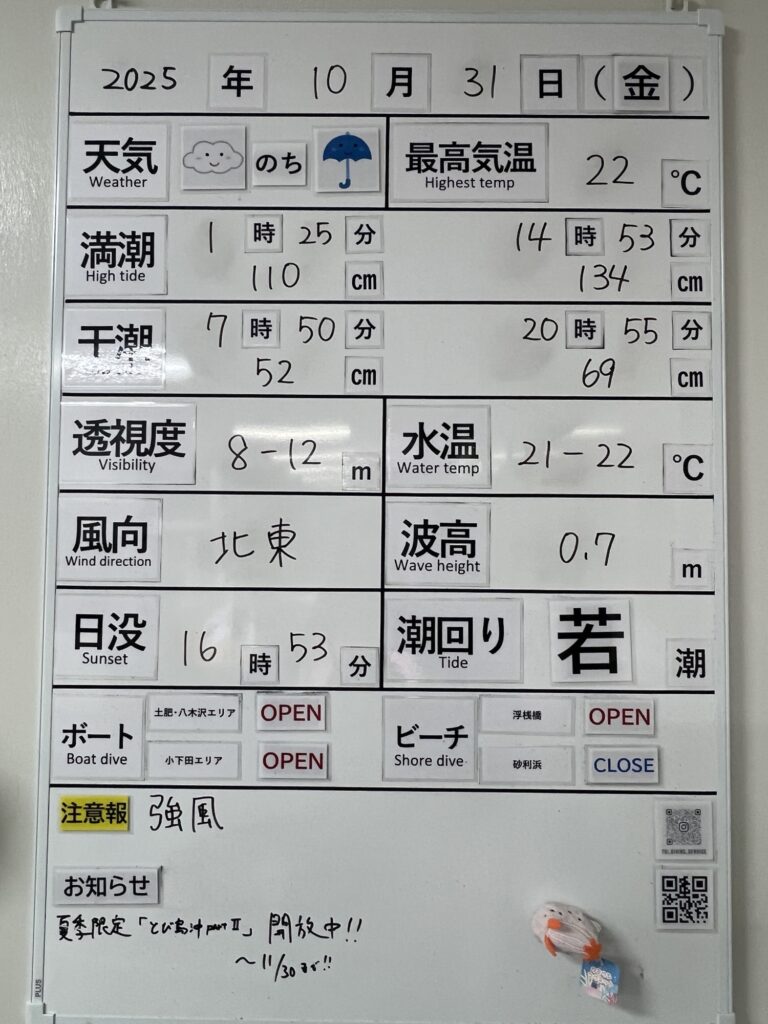 2025 年 10 月 31 日 (金)
天気 のち 最高気温 22 ℃
Weather Highest temp
満潮 1 時 25 分 14 時 53 分
High tide 110 cm 134 cm
干潮 7 時 50 分 20 時 55 分
52 cm 69 cm
透視度 8-12 m 水温 21-22 ℃
Visibility Water temp
風向 北東 波高 0.7 m
Wind direction Wave height
日没 16 時 53 分 潮回り 若 潮
Sunset Tide
ボート 土肥・八木沢エリア OPEN ビーチ 浮桟橋 OPEN
Boat dive 小下田エリア OPEN Shore dive 砂利浜 CLOSE
注意報 強風
お知らせ
夏季限定「とび島沖 part Ⅱ」 開放中!!
〜11/30まで!!
PLUS